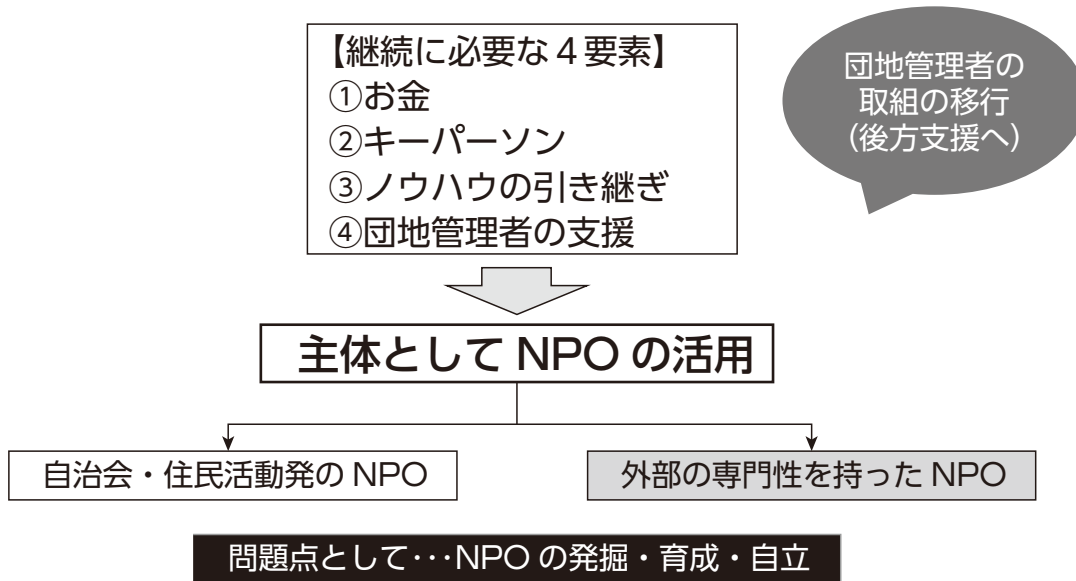 【継続に必要な4要素】
①お金
②キーパーソン
③ノウハウの引き継ぎ
④団地管理者の支援
団地管理者の
取組の移行
(後方支援へ)
主体として NPO の活用
自治会・住民活動発の NPO
外部の専門性を持った NPO
問題点として･･･NPO の発掘・育成・自立